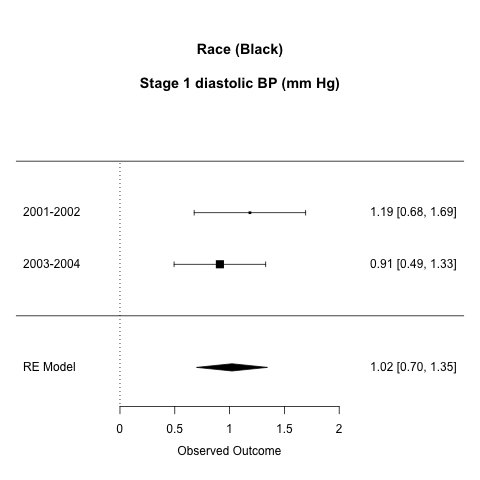 Race (Black)
Stage 1 diastolic BP (mm Hg)
2001-2002 1.19 [0.68, 1.69]
2003-2004 0.91 [0.49, 1.33]
RE Model 1.02 [0.70, 1.35]
0 0.5 1 1.5 2
Observed Outcome